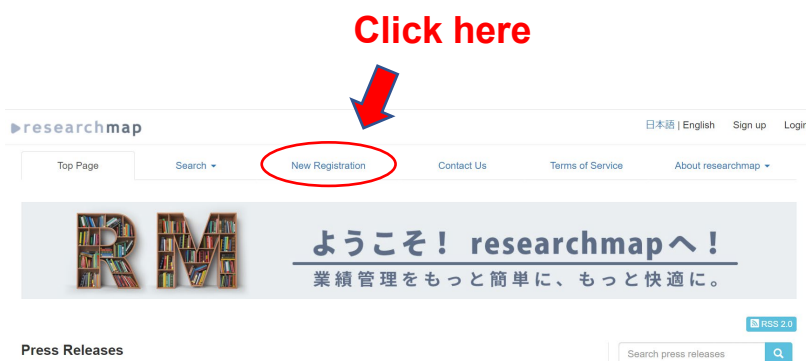 Click here
researchmap
日本語 | English Sign up Login
Top Page Search New Registration Contact Us Terms of Service About researchmap
RM
ようこそ! researchmapへ!
業績管理をもっと簡単に、もっと快適に。
RSS 2.0
Press Releases
Search press releases